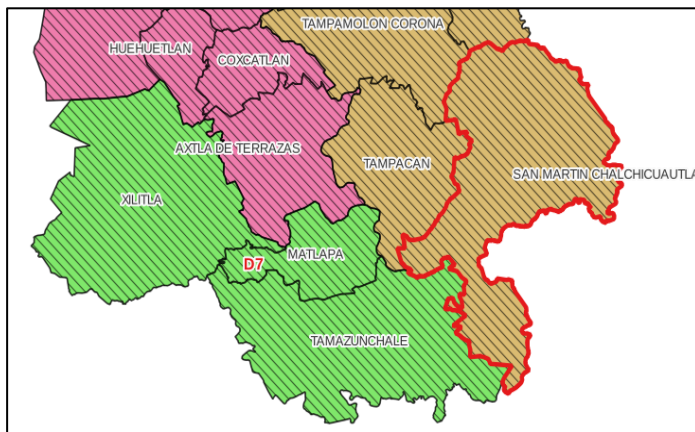 TAMPAMOLON CORONA
HUEHUETLAN
COXCATLAN
AXTLA DE TERRAZAS
TAMPACAN
SAN MARTIN CHALCHICUAUTLA
XILITLA
MATLAPA
D7
TAMAZUNCHALE